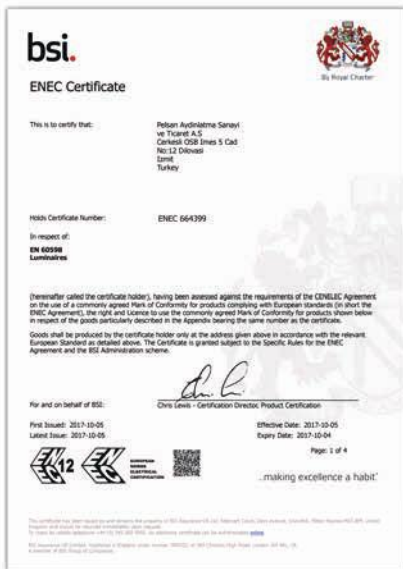 bsi.
By Royal Charter
ENEC Certificate
This is to certify that:
Pelsan Aydinlatma Sanayi
ve Ticaret A.S
Cerkesli OSB Imes 5 Cad
No:12 Dilovasi
Izmit
Turkey
Holds Certificate Number:
ENEC 664399
In respect of:
EN 60598
Luminaires
(hereinafter called the certificate holder), having been assessed against the requirements of the CENELEC Agreement
on the use of a commonly agreed Mark of Conformity for products complying with European standards (in short the
ENEC Agreement), the right and Licence to use the commonly agreed Mark of Conformity for products shown below
in respect of the goods particularly described in the Appendix bearing the same number as the certificate.
Goods shall be produced by the certificate holder only at the address given above in accordance with the relevant
European Standard as detailed above. The Certificate is granted subject to the Specific Rules for the ENEC
Agreement and the BSI Administration scheme.
For and on behalf of BSI:
Chris Lewis - Certification Director, Product Certification
First Issued: 2017-10-05
Effective Date: 2017-10-05
Latest Issue: 2017-10-05
Expiry Date: 2017-10-04
Page: 1 of 4
12
EUROPEAN
NORMS
ELECTRICAL
CERTIFICATION
...making excellence a habit.